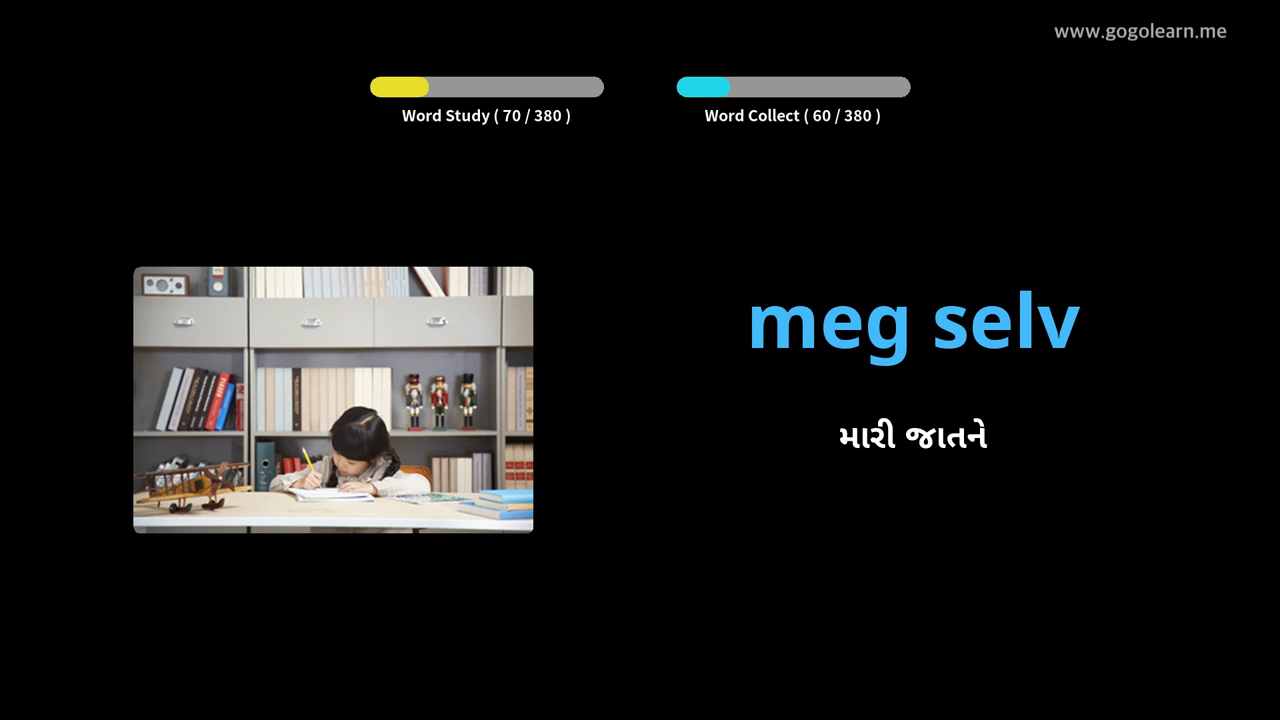 www.gogolearn.me
Word Study ( 70 / 380 )
Word Collect ( 60 / 380 )
meg selv
મારી જાતને